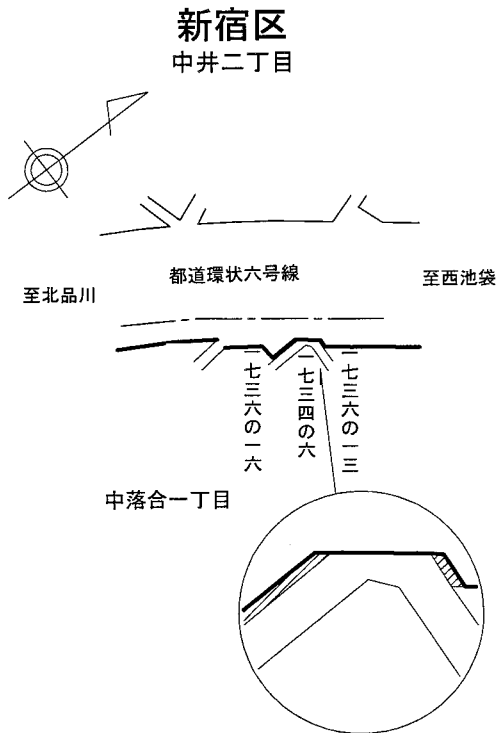 新宿区
中井二丁目
都道環状六号線
至北品川
至西池袋
一七三六の一六
一七三四の六
一七三六の一三
中落合一丁目